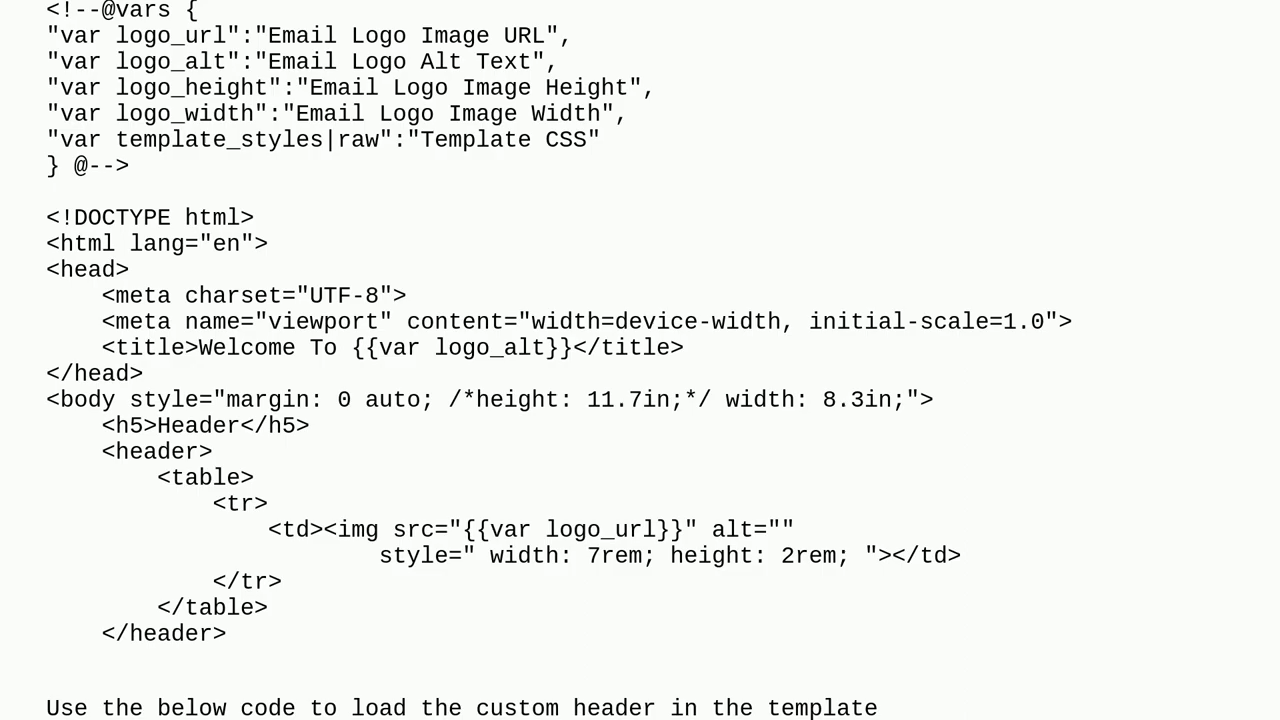 <!--@vars {
"var logo_url":"Email Logo Image URL",
"var logo_alt":"Email Logo Alt Text",
"var logo_height":"Email Logo Image Height",
"var logo_width":"Email Logo Image Width",
"var template_styles|raw":"Template CSS"
} @-->

<!DOCTYPE html>
<html lang="en">
<head>
    <meta charset="UTF-8">
    <meta name="viewport" content="width=device-width, initial-scale=1.0">
    <title>Welcome To {{var logo_alt}}</title>
</head>
<body style="margin: 0 auto; /*height: 11.7in;*/ width: 8.3in;">
    <h5>Header</h5>
    <header>
        <table>
            <tr>
                <td><img src="{{var logo_url}}" alt=""
                        style=" width: 7rem; height: 2rem; "></td>
            </tr>
        </table>
    </header>

Use the below code to load the custom header in the template